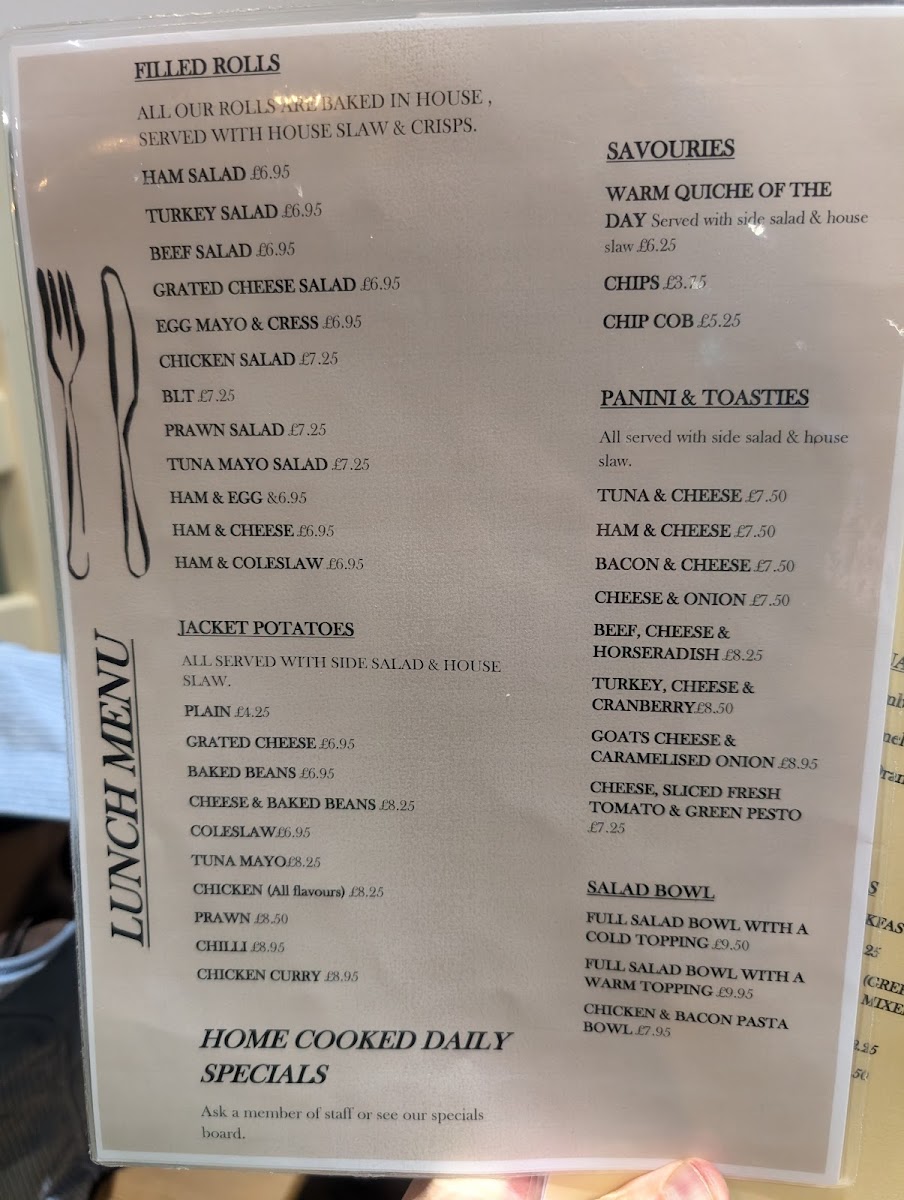 FILLED ROLLS
ALL OUR ROLLS ARE BAKED IN HOUSE ,
SERVED WITH HOUSE SLAW & CRISPS.
HAM SALAD £6.95
TURKEY SALAD £6.95
BEEF SALAD £6.95
GRATED CHEESE SALAD £6.95
EGG MAYO & CRESS £6.95
CHICKEN SALAD £7.25
BLT £7.25
PRAWN SALAD £7.25
TUNA MAYO SALAD £7.25
HAM & EGG &6.95
HAM & CHEESE £6.95
HAM & COLESLAW £6.95
JACKET POTATOES
ALL SERVED WITH SIDE SALAD & HOUSE
SLAW.
PLAIN £4.25
GRATED CHEESE £6.95
BAKED BEANS £6.95
CHEESE & BAKED BEANS £8.25
COLESLAW£6.95
TUNA MAYO£8.25
CHICKEN (All flavours) £8.25
PRAWN £8.50
CHILLI £8.95
CHICKEN CURRY £8.95
HOME COOKED DAILY
SPECIALS
Ask a member of staff or see our specials
board.
LUNCH MENU
SAVOURIES
WARM QUICHE OF THE
DAY Served with side salad & house
slaw £6.25
CHIPS £3.75
CHIP COB £5.25
PANINI & TOASTIES
All served with side salad & house
slaw.
TUNA & CHEESE £7.50
HAM & CHEESE £7.50
BACON & CHEESE £7.50
CHEESE & ONION £7.50
BEEF, CHEESE &
HORSERADISH £8.25
TURKEY, CHEESE &
CRANBERRY£8.50
GOATS CHEESE &
CARAMELISED ONION £8.95
CHEESE, SLICED FRESH
TOMATO & GREEN PESTO
£7.25
SALAD BOWL
FULL SALAD BOWL WITH A
COLD TOPPING £9.50
FULL SALAD BOWL WITH A
WARM TOPPING £9.95
CHICKEN & BACON PASTA
BOWL £7.95